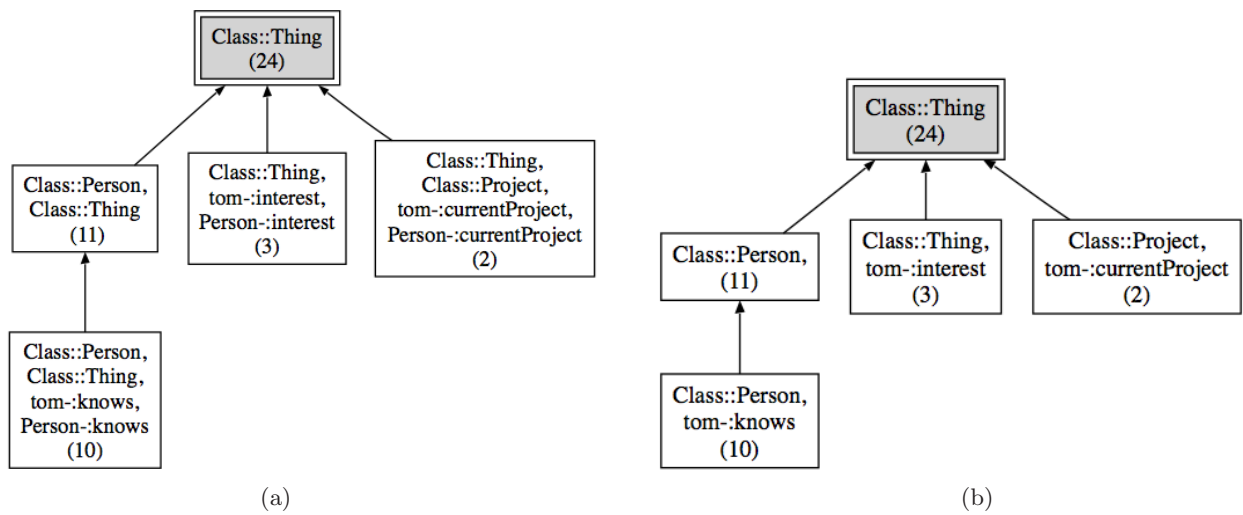 Class::Thing
(24)
Class::Person,
Class::Thing
(11)
Class::Thing,
tom-:interest,
Person-:interest
(3)
Class::Thing,
Class::Project,
tom-:currentProject,
Person-:currentProject
(2)
Class::Person,
Class::Thing,
tom-:knows,
Person-:knows
(10)
(a)
Class::Thing
(24)
Class::Person,
(11)
Class::Thing,
tom-:interest
(3)
Class::Project,
tom-:currentProject
(2)
Class::Person,
tom-:knows
(10)
(b)